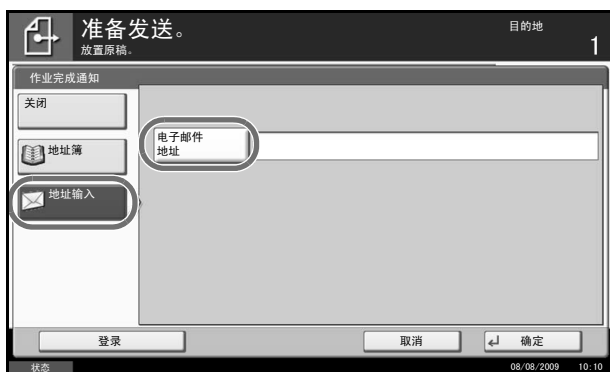 准备发送。
放置原稿。
目的地
1
作业完成通知
关闭
地址簿
地址输入
电子邮件
地址
登录
取消
确定
状态
08/08/2009 10:10